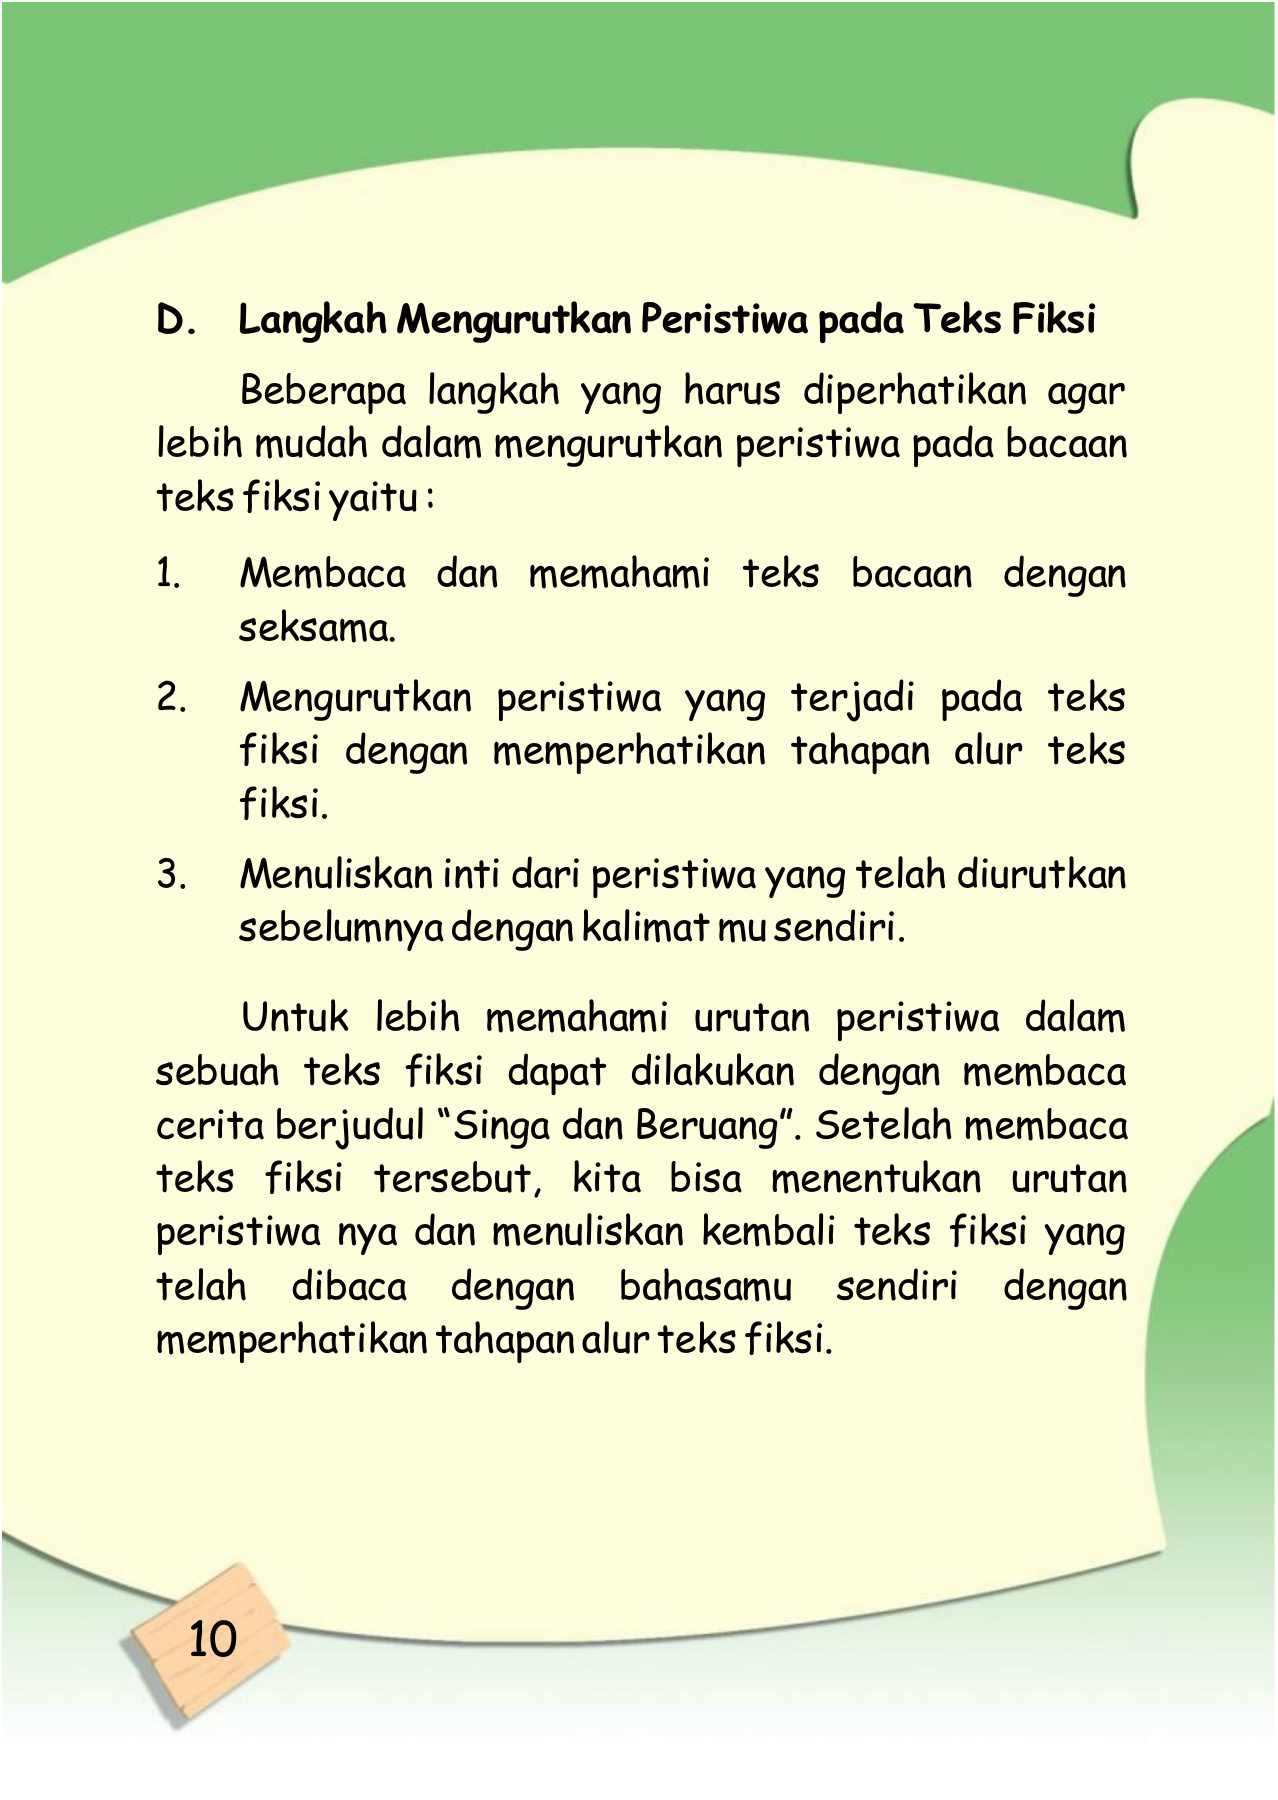 D. Langkah Mengurutkan Peristiwa pada Teks Fiksi
Beberapa langkah yang harus diperhatikan agar
lebih mudah dalam mengurutkan peristiwa pada bacaan
teks fiksi yaitu :
1. Membaca dan memahami teks bacaan dengan
seksama.
2. Mengurutkan peristiwa yang terjadi pada teks
fiksi dengan memperhatikan tahapan alur teks
fiksi.
3. Menuliskan inti dari peristiwa yang telah diurutkan
sebelumnya dengan kalimat mu sendiri.
Untuk lebih memahami urutan peristiwa dalam
sebuah teks fiksi dapat dilakukan dengan membaca
cerita berjudul “Singa dan Beruang”. Setelah membaca
teks fiksi tersebut, kita bisa menentukan urutan
peristiwa nya dan menuliskan kembali teks fiksi yang
telah dibaca dengan bahasamu sendiri dengan
memperhatikan tahapan alur teks fiksi.
10